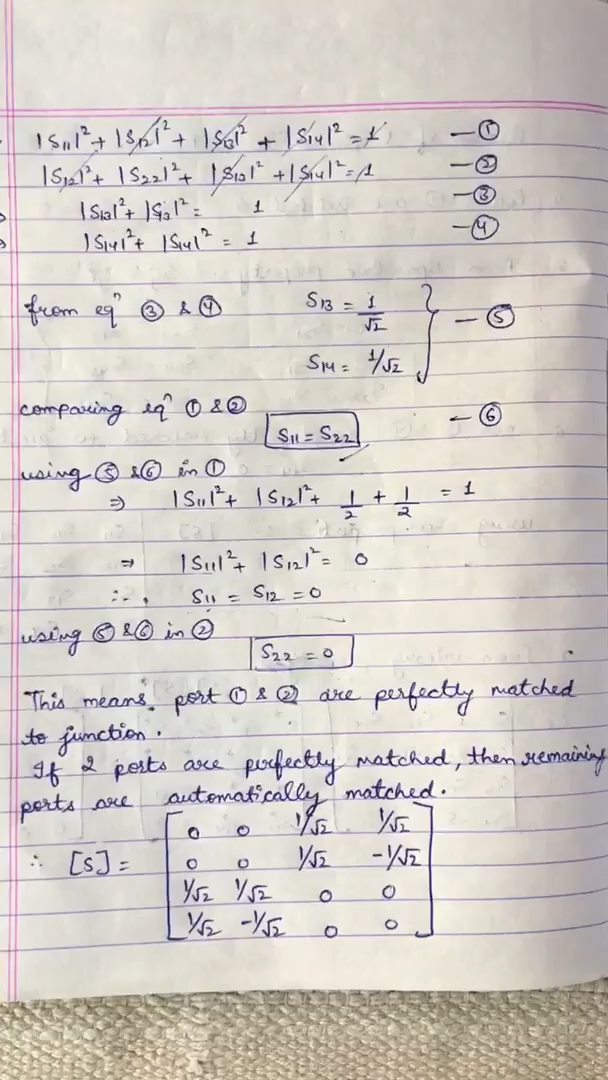 |S₁₁|² + |S₁₂|² + |S₁₃|² + |S₁₄|² = 1 — ①
|S₁₂|² + |S₂₂|² + |S₁₃|² + |S₁₄|² = 1 — ②
|S₁₃|² + |S₁₃|² = 1 — ③
|S₁₄|² + |S₁₄|² = 1 — ④
from eqⁿ ③ & ④ S₁₃ = 1/√2
S₁₄ = 1/√2 } — ⑤
comparing eqⁿ ① & ② — ⑥
S₁₁ = S₂₂
using ⑤ & ⑥ in ①
⇒ |S₁₁|² + |S₁₂|² + 1/2 + 1/2 = 1
⇒ |S₁₁|² + |S₁₂|² = 0
∴ S₁₁ = S₁₂ = 0
using ⑤ & ⑥ in ②
S₂₂ = 0
This means, port ① & ② are perfectly matched
to junction.
If 2 ports are perfectly matched, then remaining
ports are automatically matched.
0 0 1/√2 1/√2
∴ [S] = 0 0 1/√2 -1/√2
1/√2 1/√2 0 0
1/√2 -1/√2 0 0